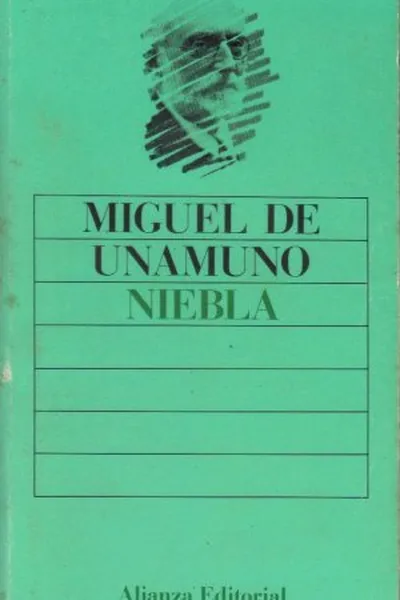 MIGUEL DE
UNAMUNO
NIEBLA
Alianza Editorial